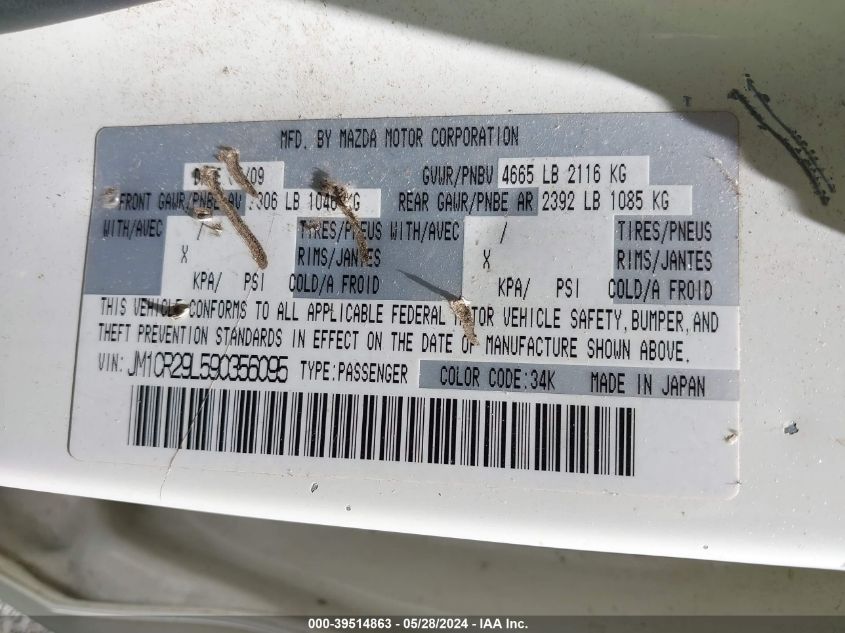 MFD. BY MAZDA MOTOR CORPORATION
/09 GVWR/PNBV 4665 LB 2116 KG
FRONT GAWR/PNBE AV 306 LB 1046 KG REAR GAWR/PNBE AR 2392 LB 1085 KG
WITH/AVEC / TIRES/PNEUS WITH/AVEC / TIRES/PNEUS
X RIMS/JANTES X RIMS/JANTES
KPA/ PSI COLD/A FROID KPA/ PSI COLD/A FROID
THIS VEHICLE CONFORMS TO ALL APPLICABLE FEDERAL MOTOR VEHICLE SAFETY, BUMPER, AND
THEFT PREVENTION STANDARDS IN EFFECT ON THE DATE OF MANUFACTURE SHOWN ABOVE.
VIN: JM1CR29L590356095 TYPE:PASSENGER COLOR CODE:34K MADE IN JAPAN
000-39514863 - 05/28/2024 - IAA Inc.